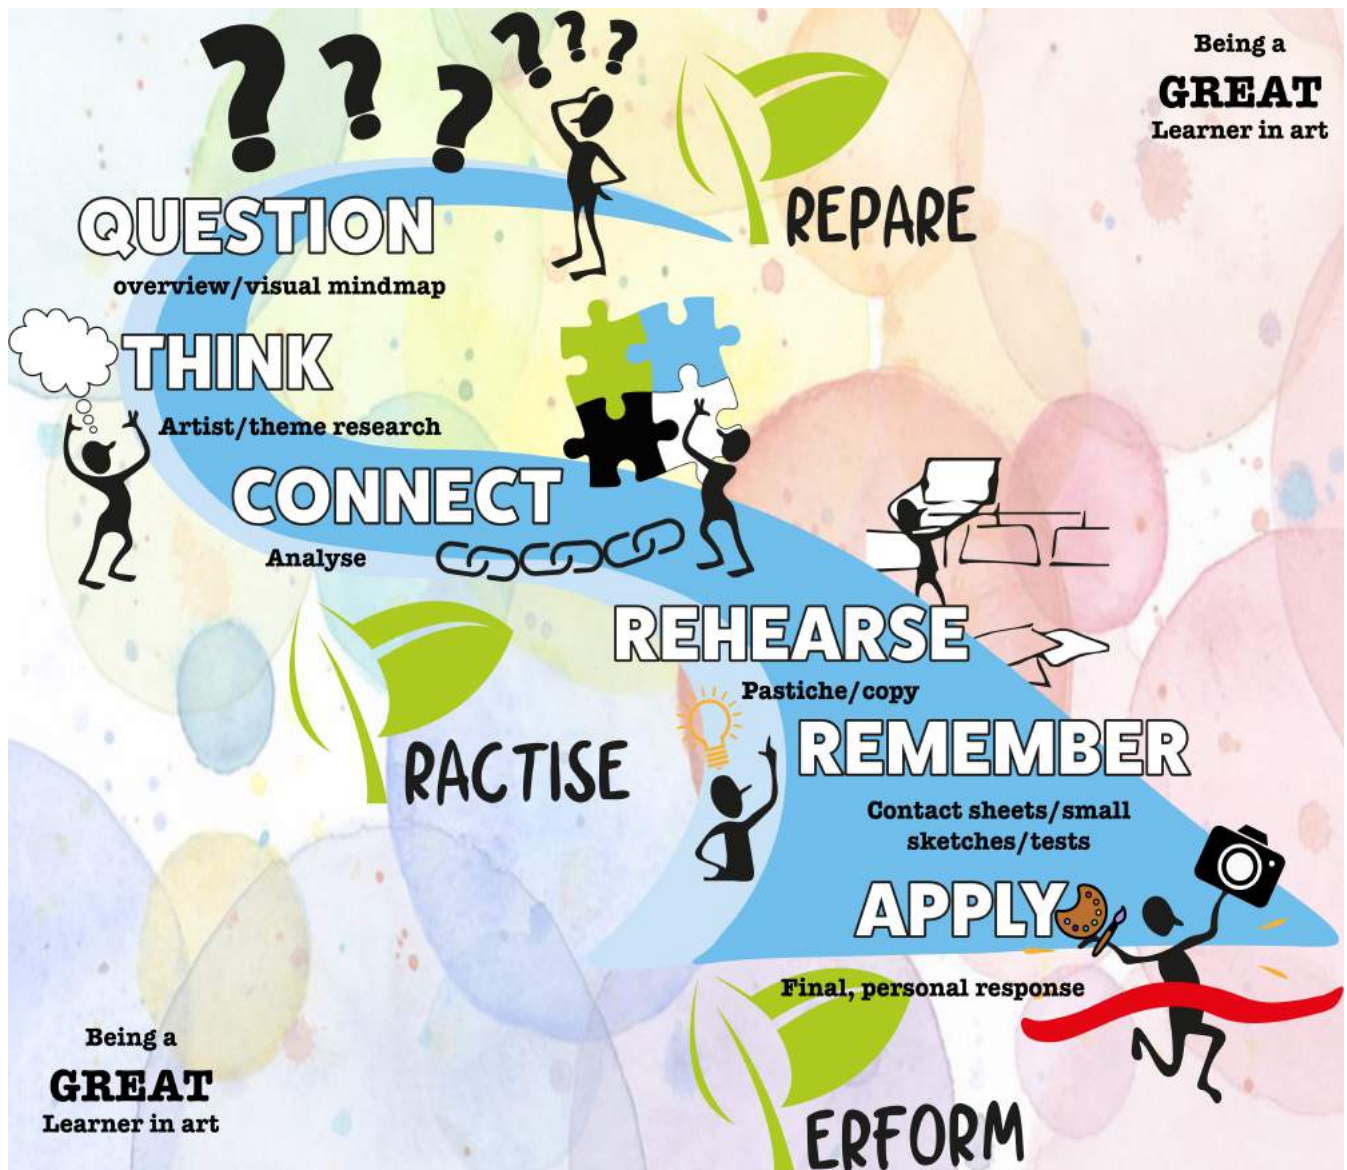 ? ? ? ? ? ?
Being a
GREAT
Learner in art
REPARE
QUESTION
overview/visual mindmap
THINK
Artist/theme research
CONNECT
Analyse
REHEARSE
Pastiche/copy
RACTISE
REMEMBER
Contact sheets/small
sketches/tests
APPLY
Final, personal response
Being a
GREAT
Learner in art
ERFORM